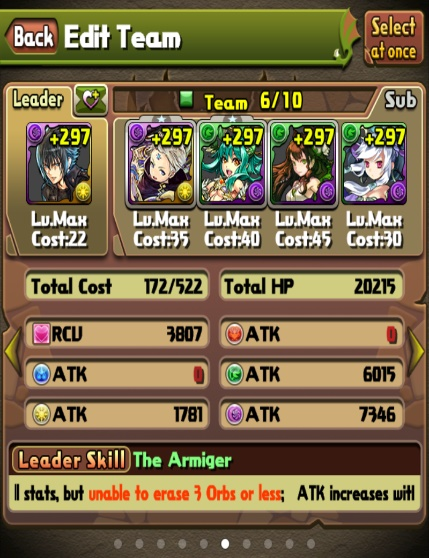 Back Edit Team
Select
at once
Leader Team 6/10 Sub
+297 +297 +297 +297 +297
Lv.Max Lv.Max Lv.Max Lv.Max Lv.Max
Cost:22 Cost:35 Cost:40 Cost:45 Cost:30
Total Cost 172/522 Total HP 20215
RCV 3807 ATK 0
ATK 0 ATK 6015
ATK 1781 ATK 7346
Leader Skill The Armiger
ll stats, but unable to erase 3 Orbs or less; ATK increases witl